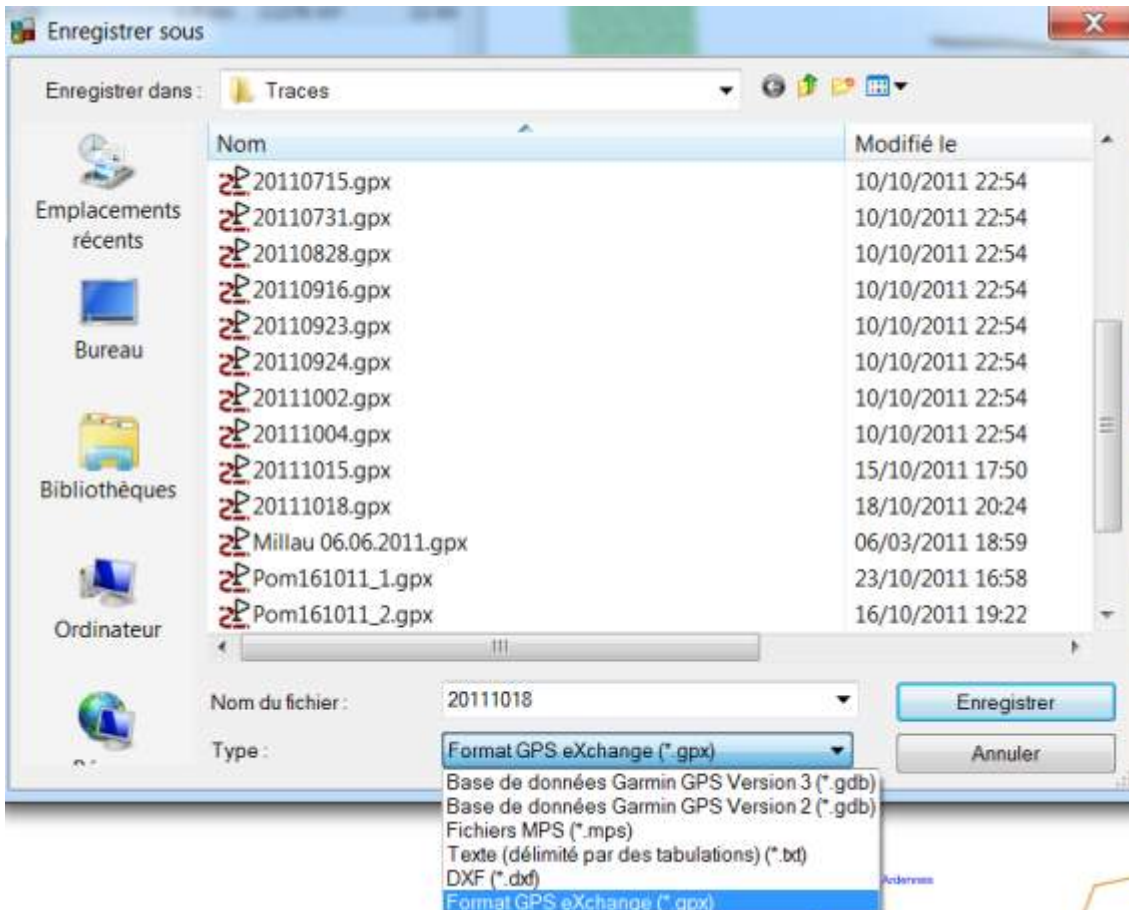 Enregistrer sous
Enregistrer dans :
Traces
Nom
Modifié le
20110715.gpx 10/10/2011 22:54
20110731.gpx 10/10/2011 22:54
20110828.gpx 10/10/2011 22:54
20110916.gpx 10/10/2011 22:54
20110923.gpx 10/10/2011 22:54
20110924.gpx 10/10/2011 22:54
20111002.gpx 10/10/2011 22:54
20111004.gpx 10/10/2011 22:54
20111015.gpx 15/10/2011 17:50
20111018.gpx 18/10/2011 20:24
Millau 06.06.2011.gpx 06/03/2011 18:59
Pom161011_1.gpx 23/10/2011 16:58
Pom161011_2.gpx 16/10/2011 19:22
Emplacements
récents
Bureau
Bibliothèques
Ordinateur
Nom du fichier :
20111018
Enregistrer
Type :
Format GPS eXchange (*.gpx)
Annuler
Base de données Garmin GPS Version 3 (*.gdb)
Base de données Garmin GPS Version 2 (*.gdb)
Fichiers MPS (*.mps)
Texte (délimité par des tabulations) (*.txt)
DXF (*.dxf)
Format GPS eXchange (*.gpx)
Ardennes